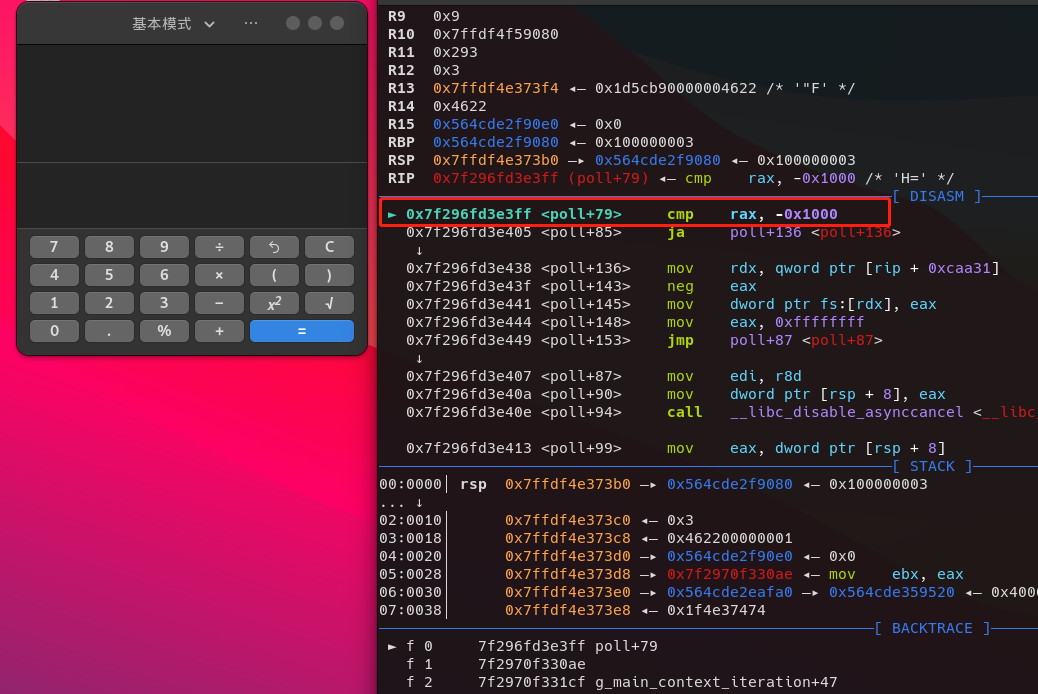 基本模式 ···
7 8 9 ÷ C
4 5 6 × ( )
1 2 3 − x² √
0 . % + =
R9 0x9
R10 0x7ffdf4f59080
R11 0x293
R12 0x3
R13 0x7ffdf4e373f4 ◂— 0x1d5cb90000004622 /* '"F' */
R14 0x4622
R15 0x564cde2f90e0 ◂— 0x0
RBP 0x564cde2f9080 ◂— 0x100000003
RSP 0x7ffdf4e373b0 —▸ 0x564cde2f9080 ◂— 0x100000003
RIP 0x7f296fd3e3ff (poll+79) ◂— cmp rax, -0x1000 /* 'H=' */
[ DISASM ]
► 0x7f296fd3e3ff <poll+79> cmp rax, -0x1000
0x7f296fd3e405 <poll+85> ja poll+136 <poll+136>
↓
0x7f296fd3e438 <poll+136> mov rdx, qword ptr [rip + 0xcaa31]
0x7f296fd3e43f <poll+143> neg eax
0x7f296fd3e441 <poll+145> mov dword ptr fs:[rdx], eax
0x7f296fd3e444 <poll+148> mov eax, 0xffffffff
0x7f296fd3e449 <poll+153> jmp poll+87 <poll+87>
↓
0x7f296fd3e407 <poll+87> mov edi, r8d
0x7f296fd3e40a <poll+90> mov dword ptr [rsp + 8], eax
0x7f296fd3e40e <poll+94> call __libc_disable_asynccancel <__libc
0x7f296fd3e413 <poll+99> mov eax, dword ptr [rsp + 8]
[ STACK ]
00:0000│ rsp 0x7ffdf4e373b0 —▸ 0x564cde2f9080 ◂— 0x100000003
... ↓
02:0010│ 0x7ffdf4e373c0 ◂— 0x3
03:0018│ 0x7ffdf4e373c8 ◂— 0x462200000001
04:0020│ 0x7ffdf4e373d0 —▸ 0x564cde2f90e0 ◂— 0x0
05:0028│ 0x7ffdf4e373d8 —▸ 0x7f2970f330ae ◂— mov ebx, eax
06:0030│ 0x7ffdf4e373e0 —▸ 0x564cde2eafa0 —▸ 0x564cde359520 ◂— 0x400
07:0038│ 0x7ffdf4e373e8 ◂— 0x1f4e37474
[ BACKTRACE ]
► f 0 7f296fd3e3ff poll+79
f 1 7f2970f330ae
f 2 7f2970f331cf g_main_context_iteration+47